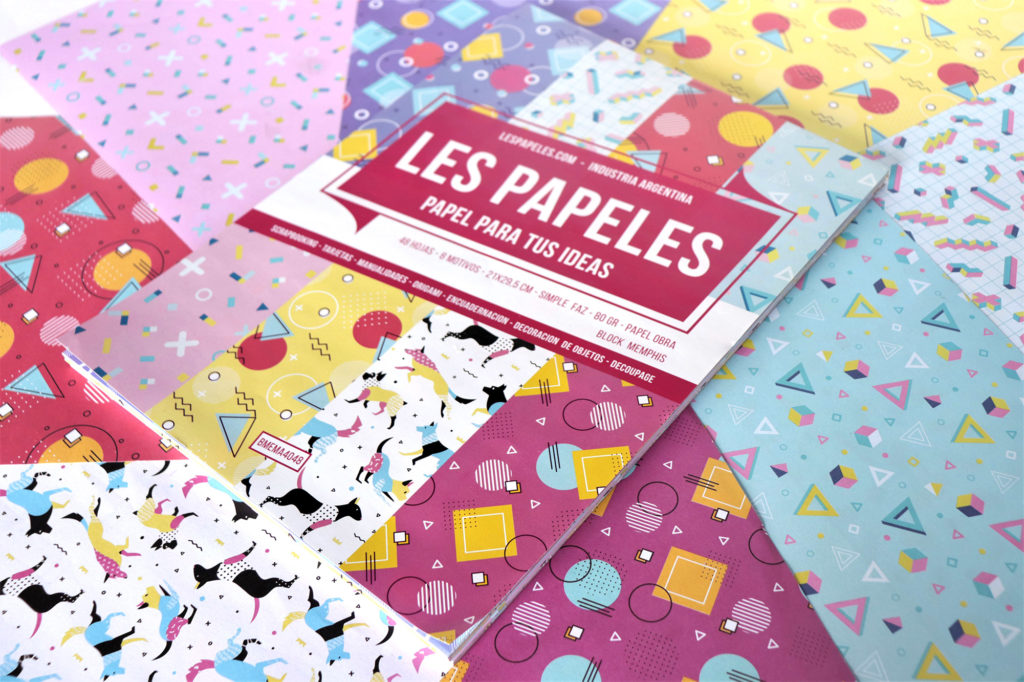 LESPAPELES.COM - INDUSTRIA ARGENTINA
LES PAPELES
PAPEL PARA TUS IDEAS
48 HOJAS - 8 MOTIVOS - 21X29,5 CM - SIMPLE FAZ - 80 GR - PAPEL OBRA
BLOCK MEMPHIS
SCRAPBOOKING - TARJETAS - MANUALIDADES - ORIGAMI - ENCUADERNACION - DECORACION DE OBJETOS - DECOUPAGE
BMEMA4048